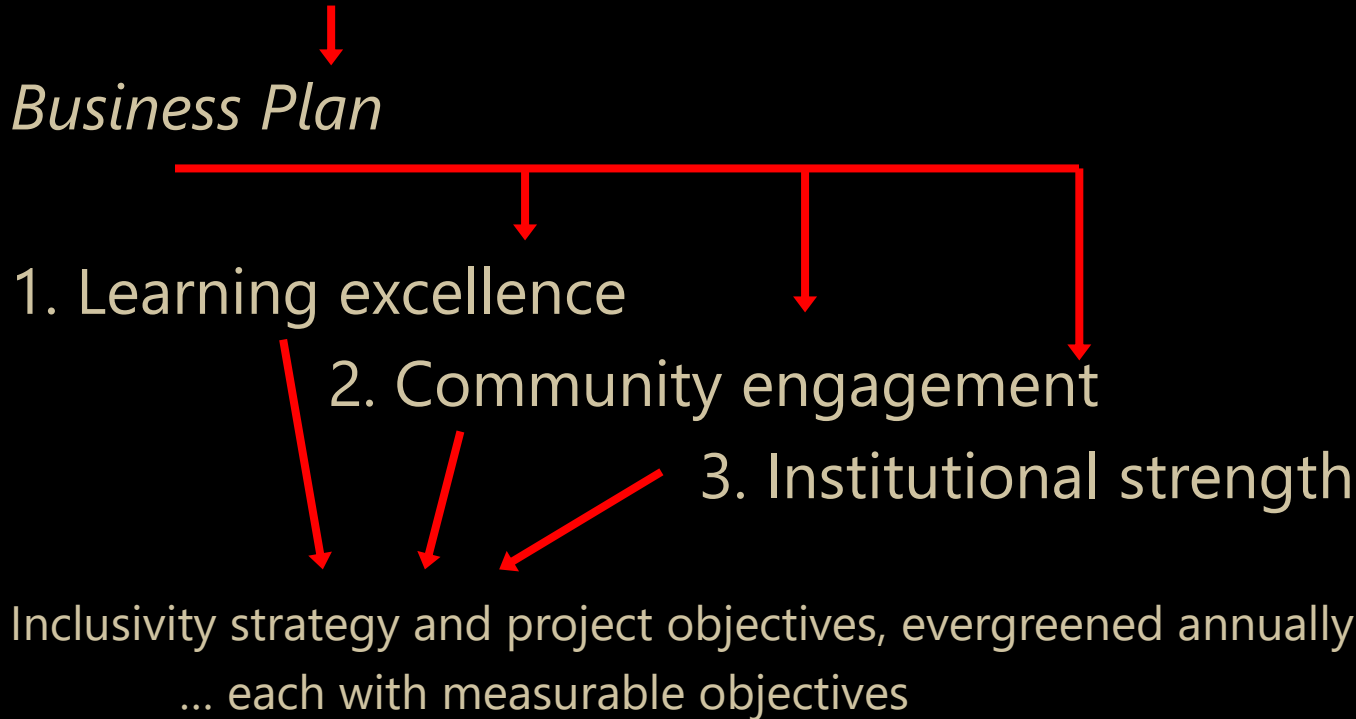 Business Plan
1. Learning excellence
2. Community engagement
3. Institutional strength
Inclusivity strategy and project objectives, evergreened annually
... each with measurable objectives